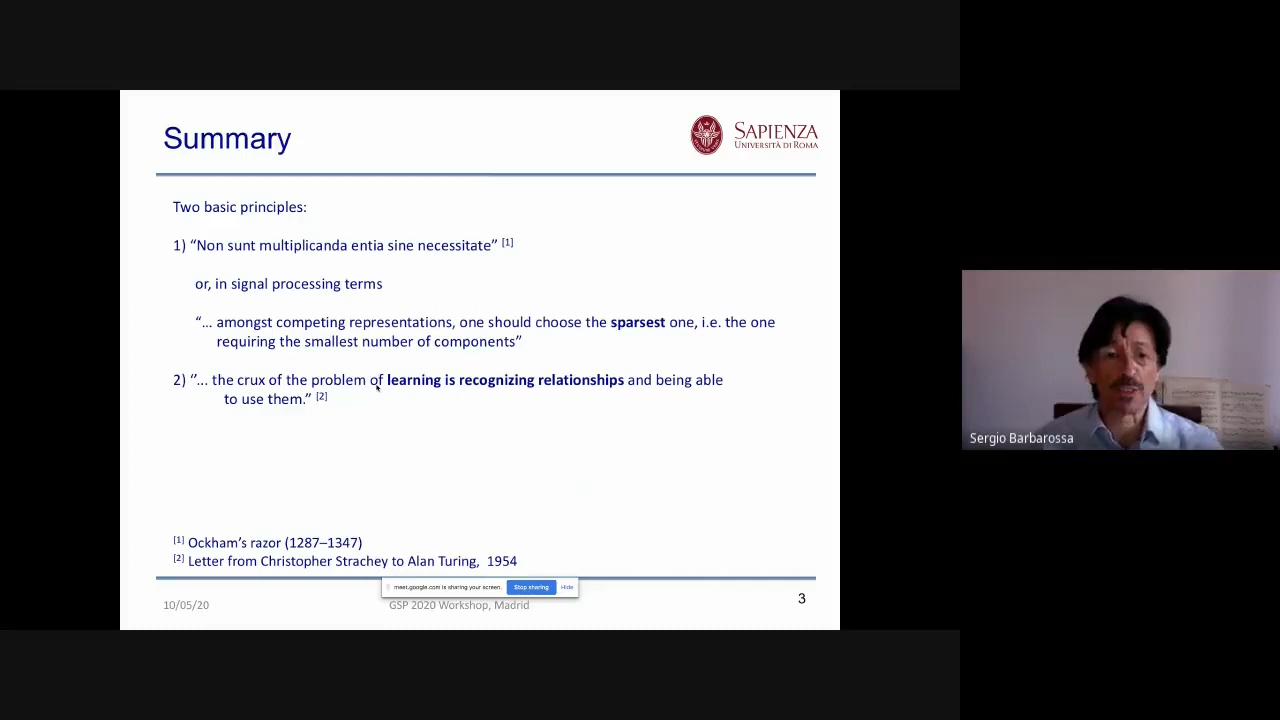 Summary
SAPIENZA
UNIVERSITÀ DI ROMA
Two basic principles:
1) “Non sunt multiplicanda entia sine necessitate” [1]
or, in signal processing terms
“... amongst competing representations, one should choose the sparsest one, i.e. the one
requiring the smallest number of components”
2) “... the crux of the problem of learning is recognizing relationships and being able
to use them.” [2]
[1] Ockham’s razor (1287–1347)
[2] Letter from Christopher Strachey to Alan Turing, 1954
meet.google.com is sharing your screen. Stop sharing Hide
10/05/20 GSP 2020 Workshop, Madrid 3
Sergio Barbarossa